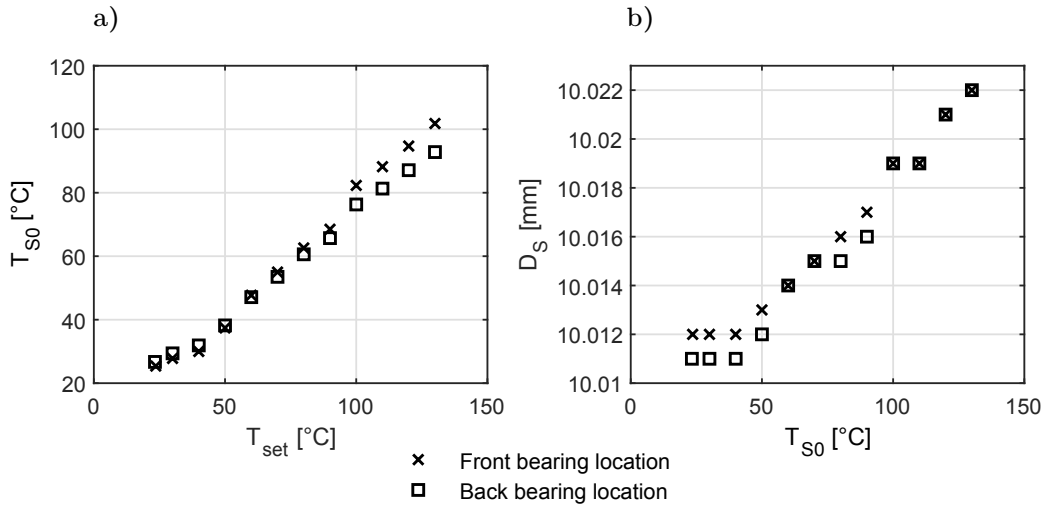 a)
120
100
80
60
40
20
0
50
100
150
T_S0 [°C]
T_set [°C]
b)
10.022
10.02
10.018
10.016
10.014
10.012
10.01
0
50
100
150
D_S [mm]
T_S0 [°C]
Front bearing location
Back bearing location